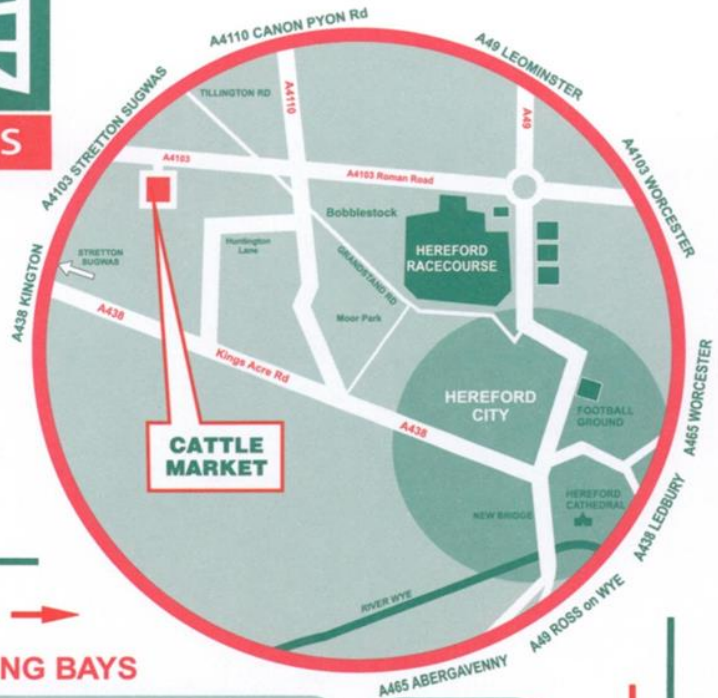 S
A4110 CANON PYON Rd
A49 LEOMINSTER
A4103 STRETTON SUGWAS
A4103 WORCESTER
A438 KINGTON
A465 WORCESTER
A438 LEDBURY
A49 ROSS on WYE
A465 ABERGAVENNY
TILLINGTON RD
A4110
A49
A4103
A4103 Roman Road
Bobblestock
HEREFORD
RACECOURSE
Huntington
Lane
STRETTON
SUGWAS
GRANDSTAND RD
Moor Park
A438
Kings Acre Rd
HEREFORD
CITY
FOOTBALL
GROUND
A438
CATTLE
MARKET
HEREFORD
CATHEDRAL
NEW BRIDGE
RIVER WYE
NG BAYS